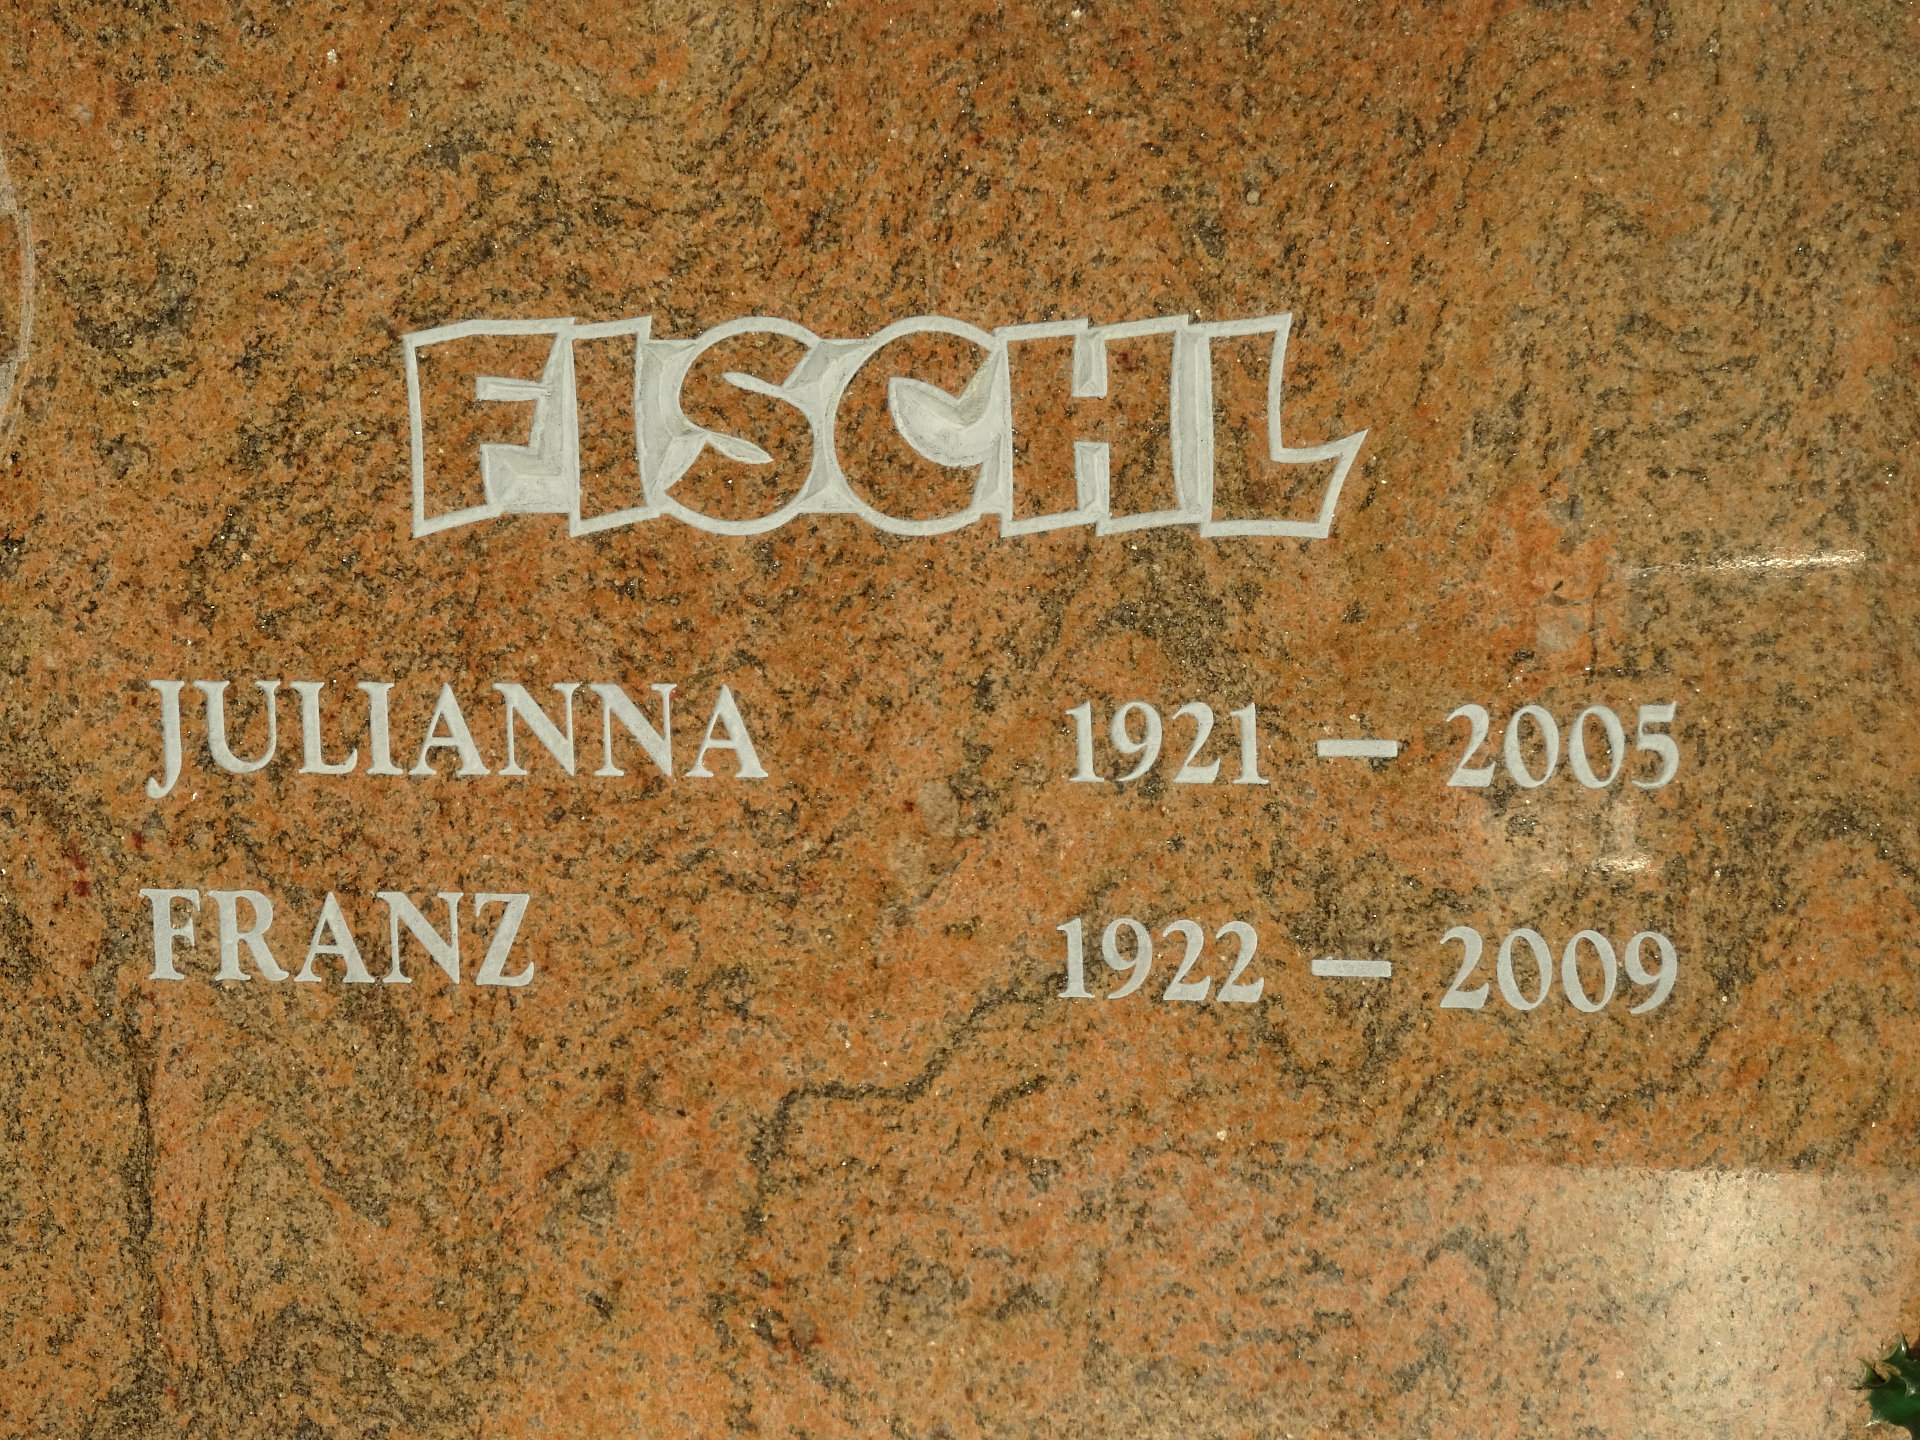 FISCHL
JULIANNA 1921 – 2005
FRANZ 1922 – 2009